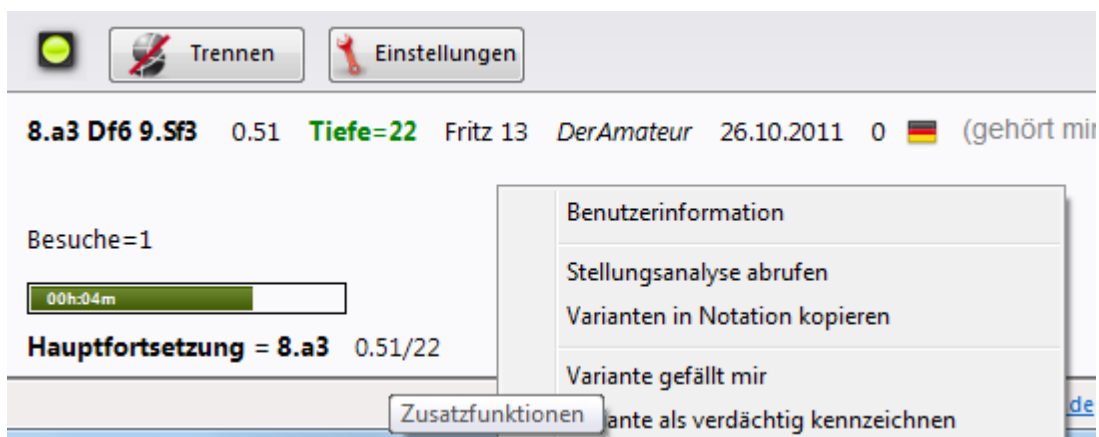 Trennen Einstellungen
8.a3 Df6 9.Sf3 0.51 Tiefe=22 Fritz 13 DerAmateur 26.10.2011 0 (gehört
Benutzerinformation
Besuche=1
Stellungsanalyse abrufen
00h:04m
Varianten in Notation kopieren
Hauptfortsetzung = 8.a3 0.51/22
Variante gefällt mir
Zusatzfunktionen
als verdächtig kennzeichnen
de